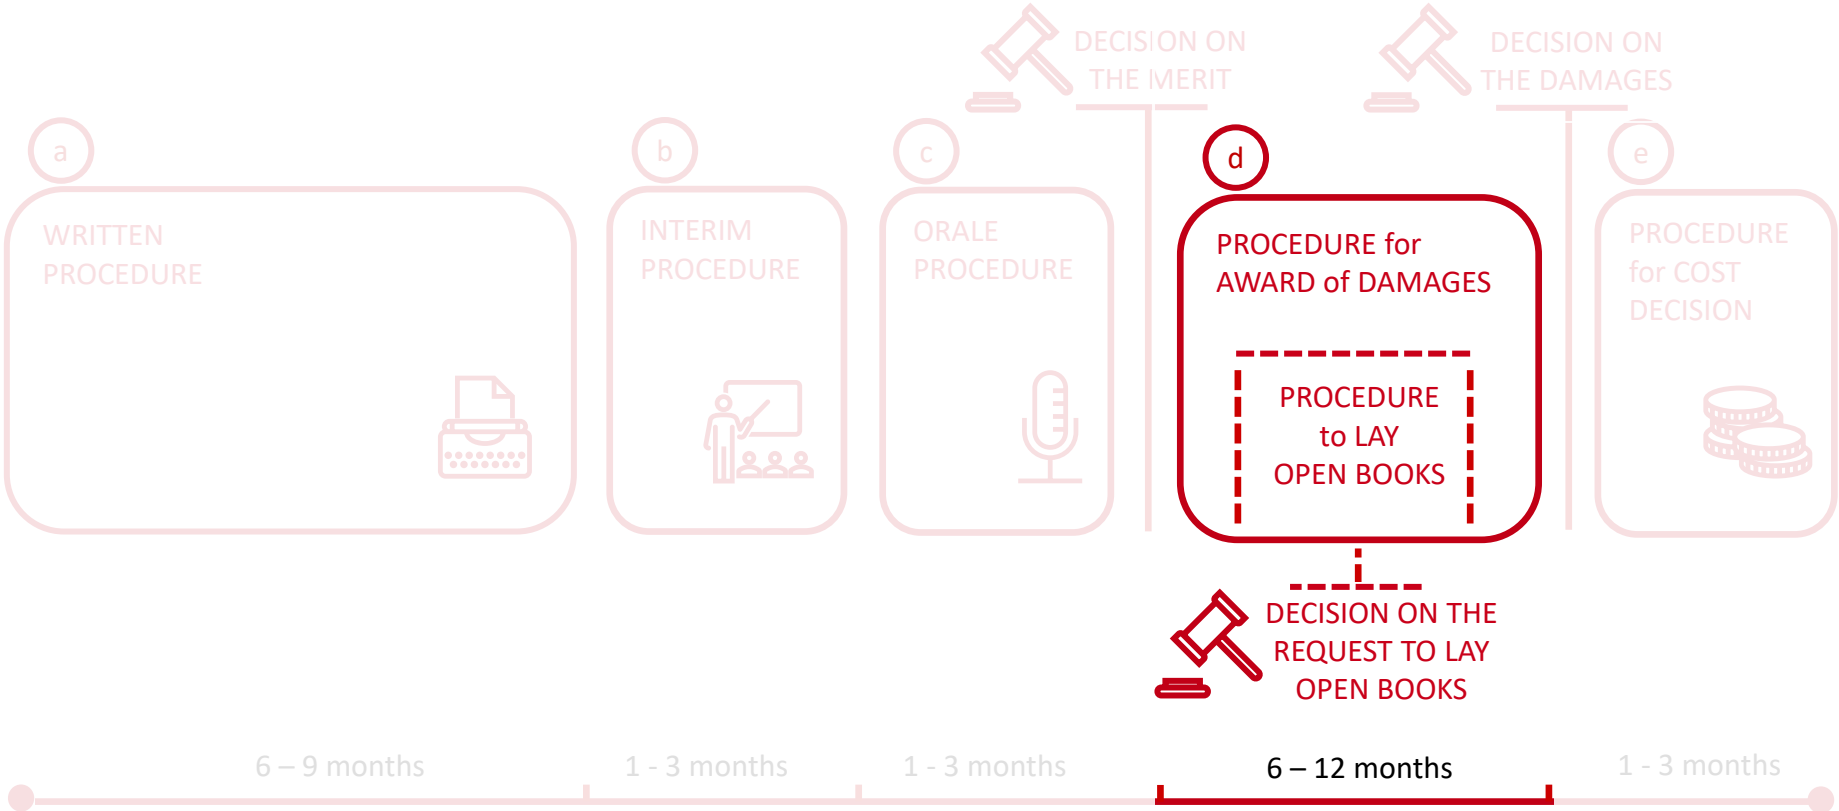 DECISION ON
THE MERIT
DECISION ON
THE DAMAGES
a
b
c
d
e
WRITTEN
PROCEDURE
INTERIM
PROCEDURE
ORALE
PROCEDURE
PROCEDURE for
AWARD of DAMAGES
PROCEDURE
to LAY
OPEN BOOKS
PROCEDURE
for COST
DECISION
DECISION ON THE
REQUEST TO LAY
OPEN BOOKS
6 – 9 months
1 - 3 months
1 - 3 months
6 – 12 months
1 - 3 months